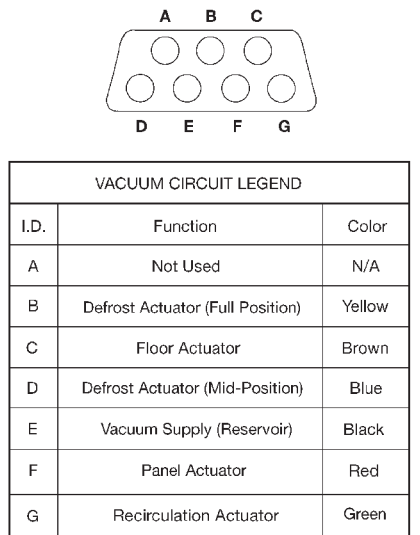 A B C
D E F G
VACUUM CIRCUIT LEGEND
I.D. Function Color
A Not Used N/A
B Defrost Actuator (Full Position) Yellow
C Floor Actuator Brown
D Defrost Actuator (Mid-Position) Blue
E Vacuum Supply (Reservoir) Black
F Panel Actuator Red
G Recirculation Actuator Green